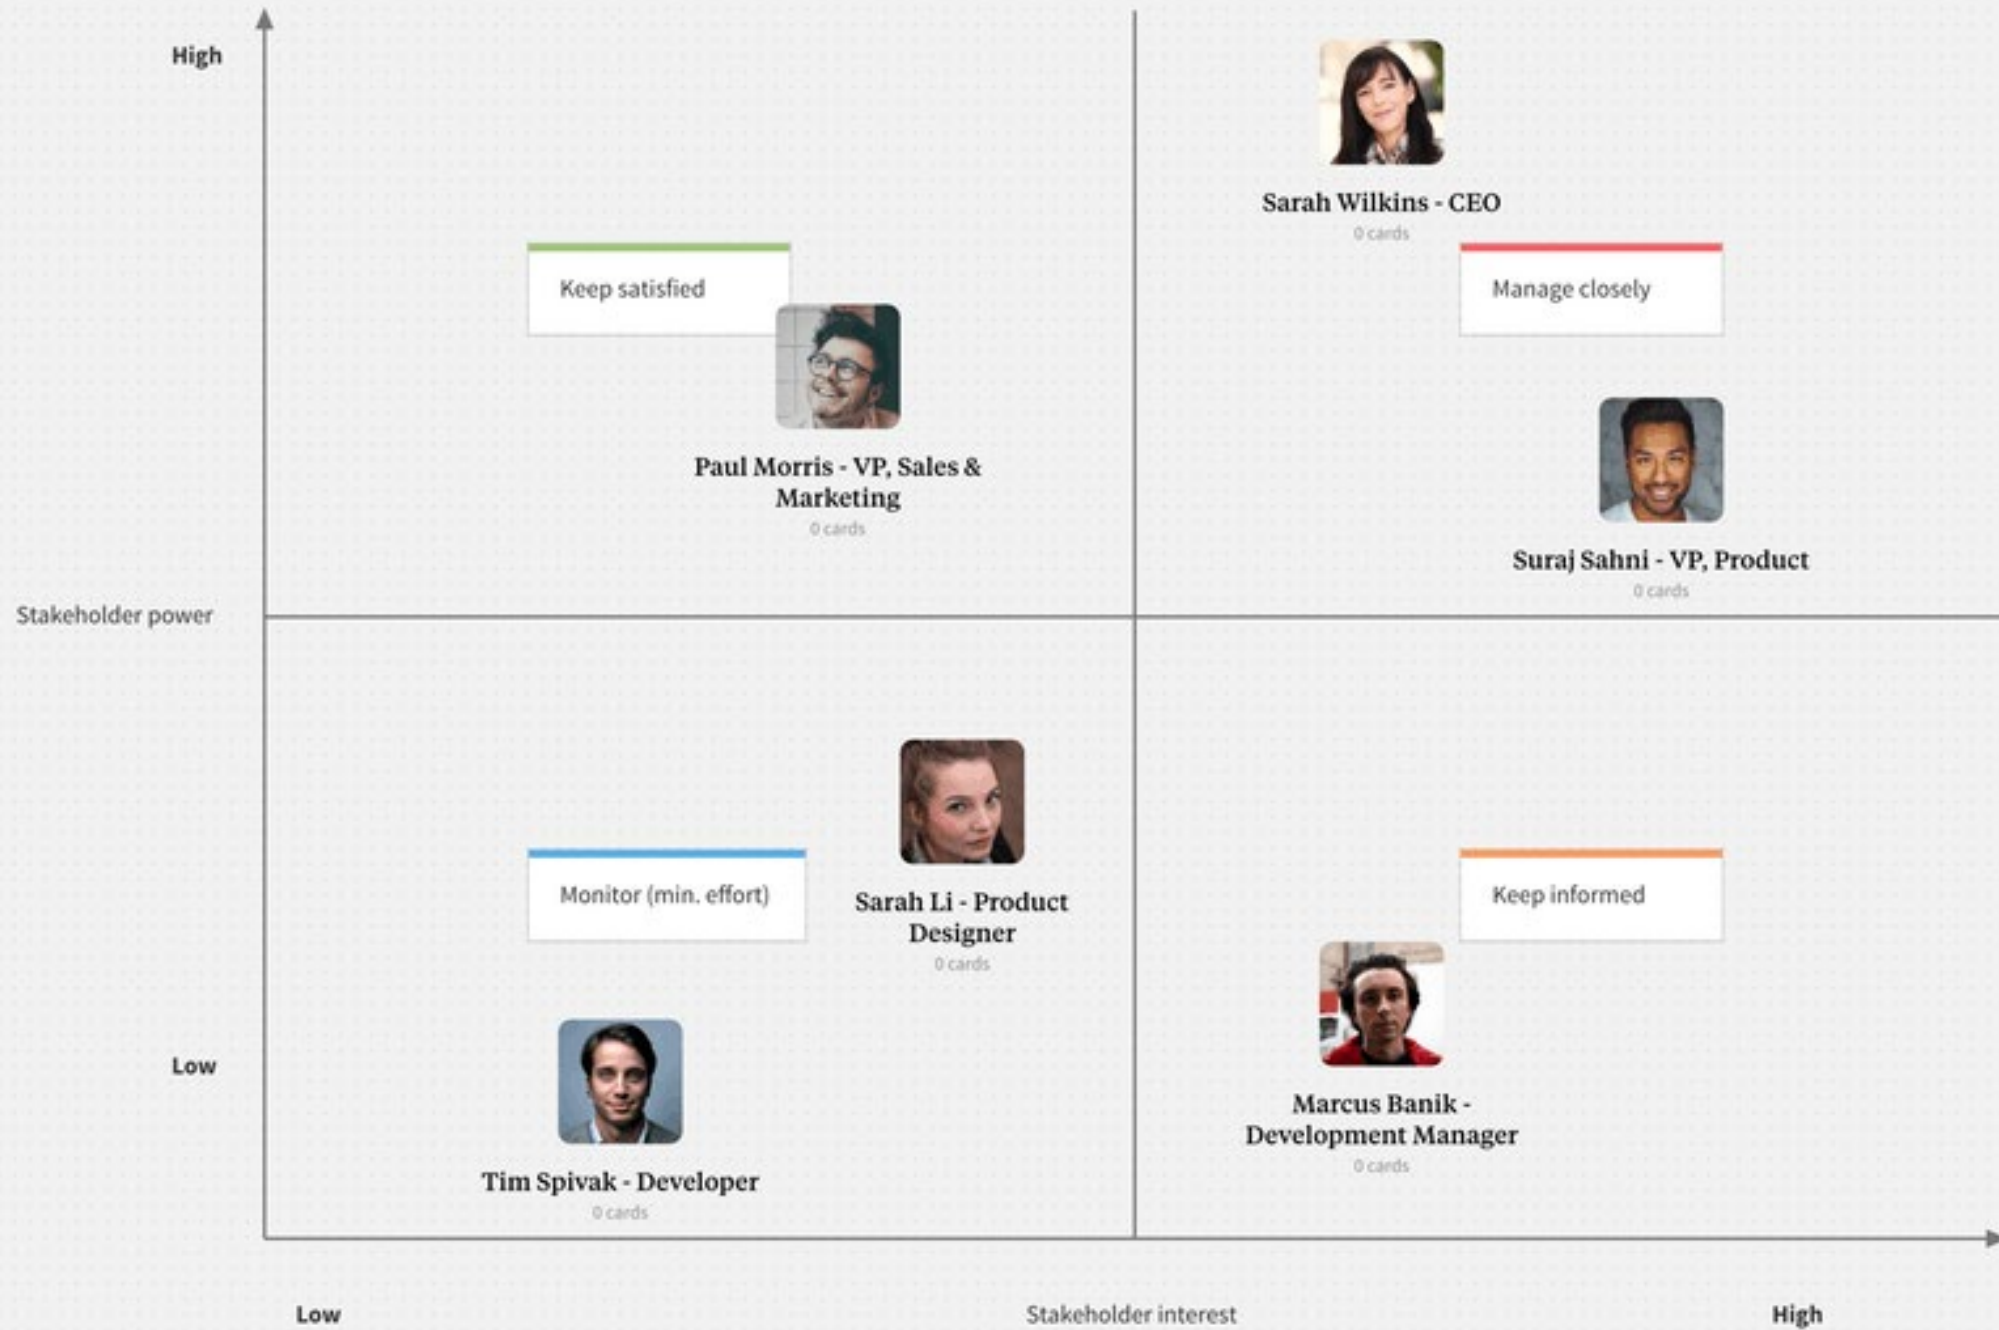 High
Sarah Wilkins - CEO
0 cards
Keep satisfied
Manage closely
Paul Morris - VP, Sales &
Marketing
0 cards
Suraj Sahni - VP, Product
0 cards
Stakeholder power
Sarah Li - Product
Designer
0 cards
Monitor (min. effort)
Keep informed
Low
Marcus Banik -
Development Manager
0 cards
Tim Spivak - Developer
0 cards
Low
Stakeholder interest
High